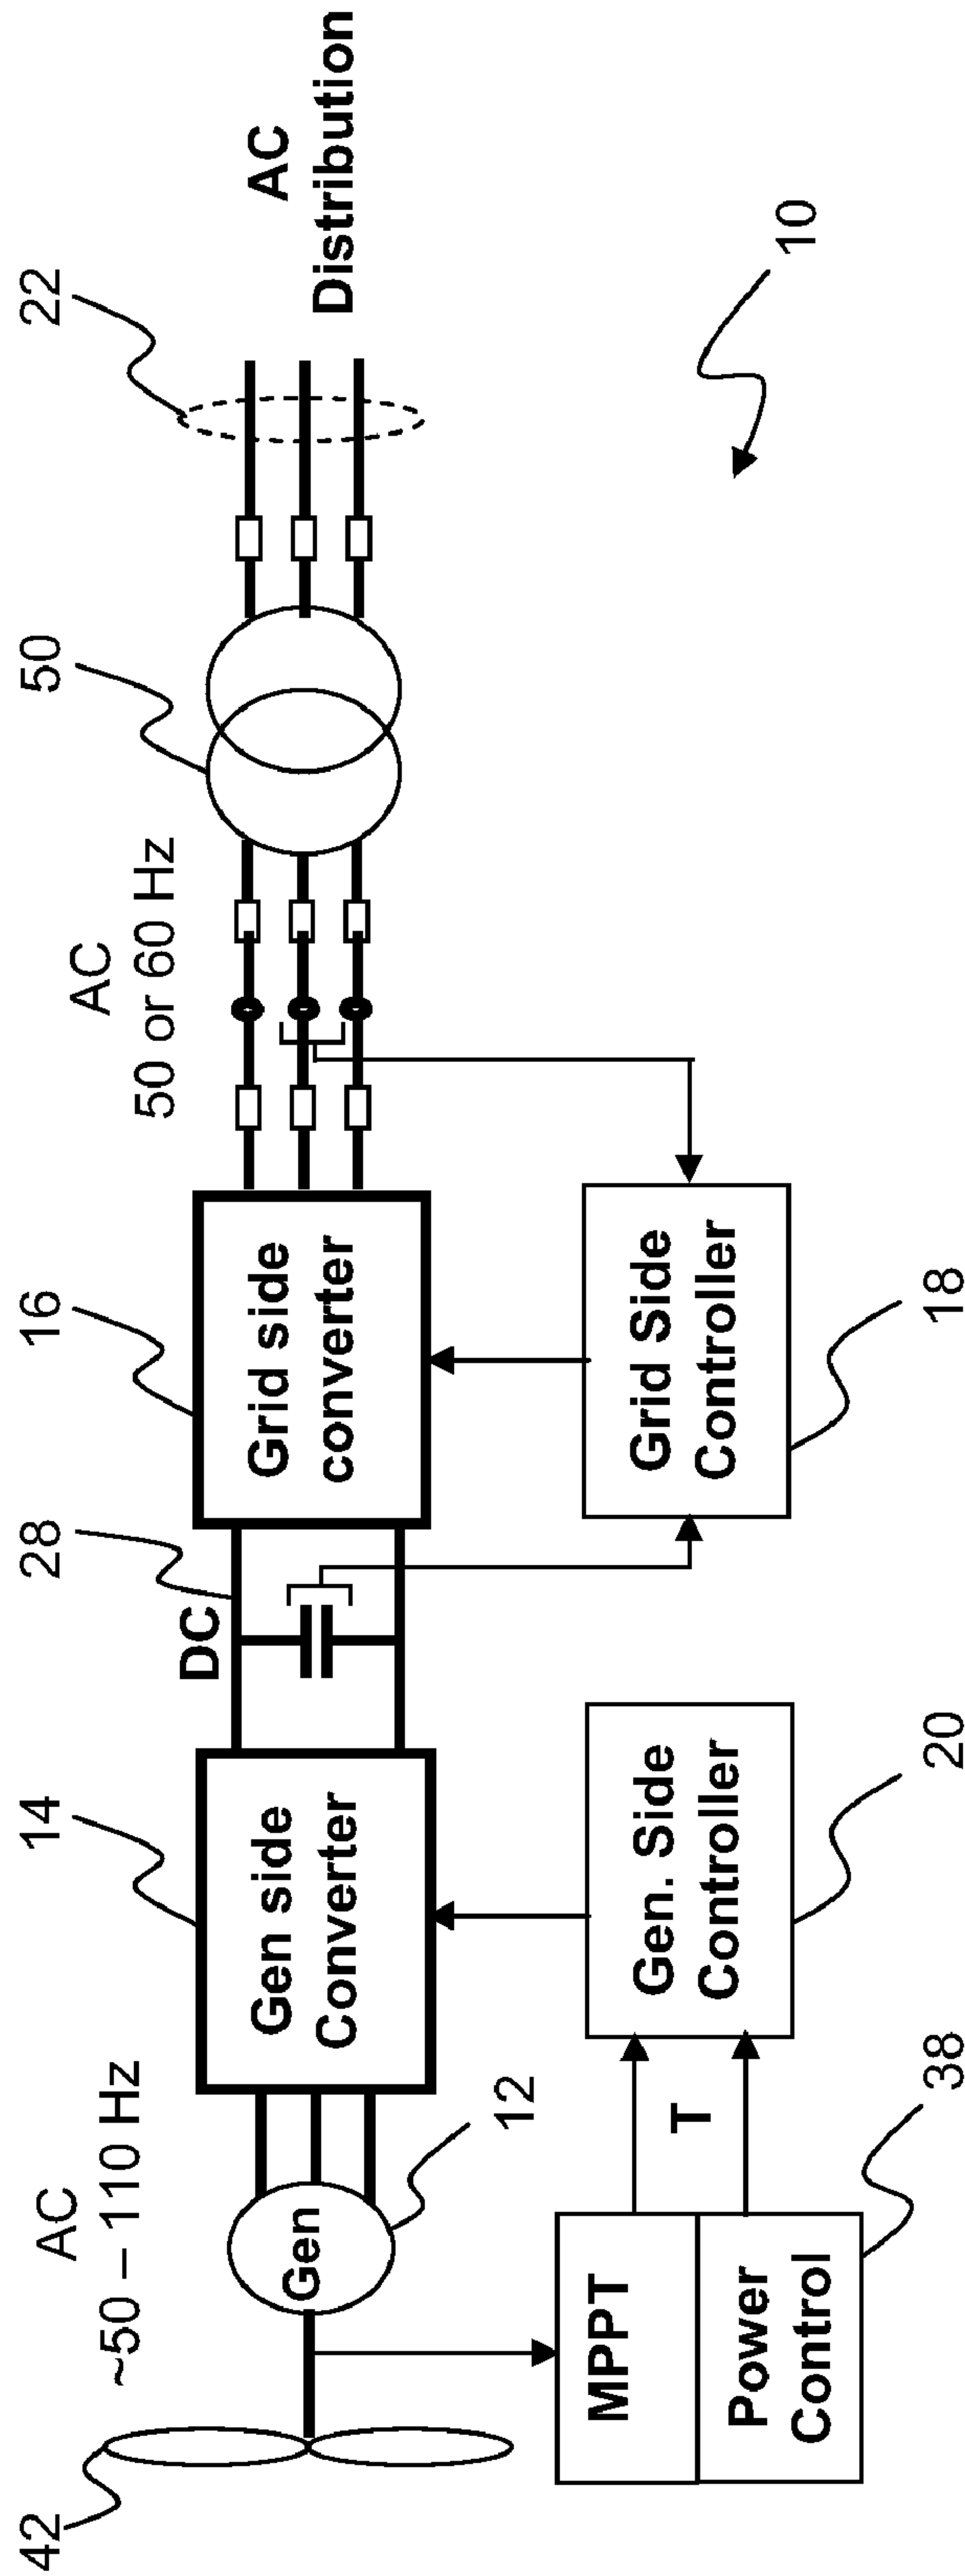 42
AC
~50 – 110 Hz
Gen
12
14
Gen side
Converter
DC
28
16
Grid side
converter
AC
50 or 60 Hz
50
22
AC
Distribution
10
MPPT
Power
Control
T
38
Gen. Side
Controller
20
Grid Side
Controller
18